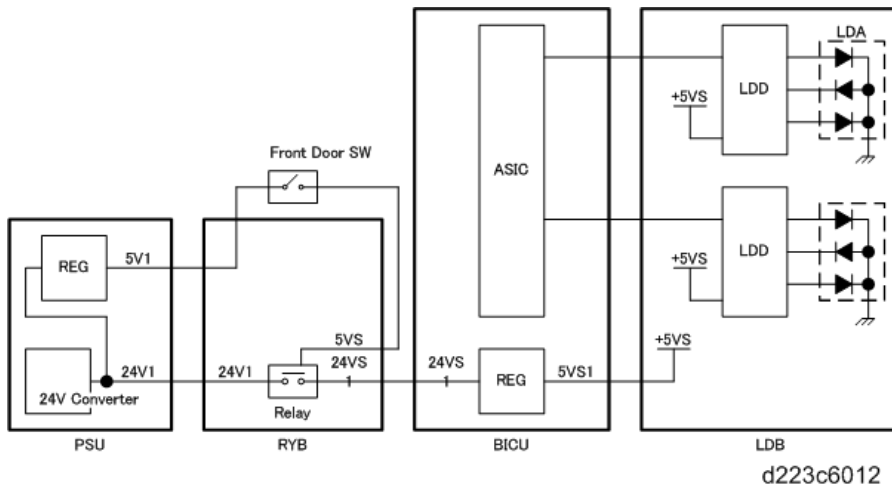 LDA
LDD
+5VS
Front Door SW
ASIC
REG
5V1
LDD
+5VS
5VS
+5VS
24V1
24V1
24VS
1
24VS
1
REG
5VS1
24V Converter
Relay
PSU
RYB
BICU
LDB
d223c6012